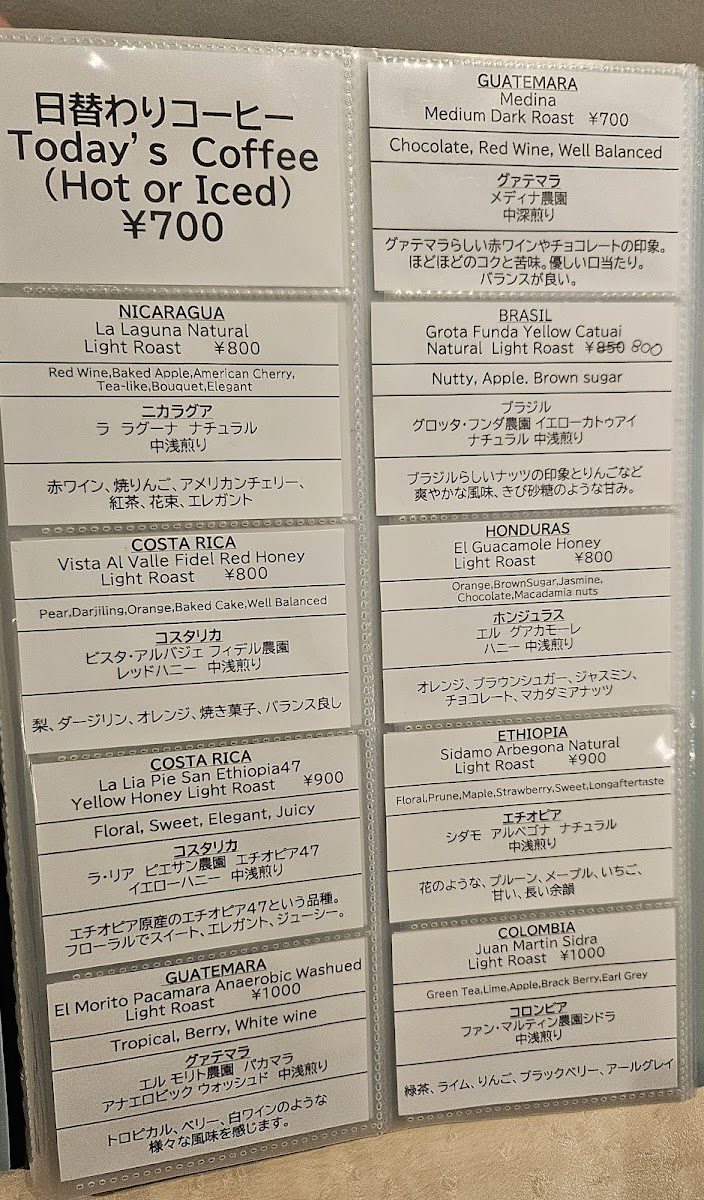 日替わりコーヒー
Today's Coffee
(Hot or Iced)
¥700
NICARAGUA
La Laguna Natural
Light Roast ¥800
Red Wine,Baked Apple,American Cherry,
Tea-like,Bouquet,Elegant
ニカラグア
ラ ラグーナ ナチュラル
中浅煎り
赤ワイン、焼りんご、アメリカンチェリー、
紅茶、花束、エレガント
COSTA RICA
Vista Al Valle Fidel Red Honey
Light Roast ¥800
Pear,Darjiling,Orange,Baked Cake,Well Balanced
コスタリカ
ビスタ・アルバジェ フィデル農園
レッドハニー 中浅煎り
梨、ダージリン、オレンジ、焼き菓子、バランス良し
COSTA RICA
La Lia Pie San Ethiopia47
Yellow Honey Light Roast ¥900
Floral, Sweet, Elegant, Juicy
コスタリカ
ラ・リア ピエサン農園 エチオピア47
イエローハニー 中浅煎り
エチオピア原産のエチオピア47という品種。
フローラルでスイート、エレガント、ジューシー。
GUATEMARA
El Morito Pacamara Anaerobic Washued
Light Roast ¥1000
Tropical, Berry, White wine
グァテマラ
エル モリト農園 パカマラ
アナエロビック ウォッシュド 中浅煎り
トロピカル、ベリー、白ワインのような
様々な風味を感じます。
GUATEMARA
Medina
Medium Dark Roast ¥700
Chocolate, Red Wine, Well Balanced
グァテマラ
メディナ農園
中深煎り
グァテマラらしい赤ワインやチョコレートの印象。
ほどほどのコクと苦味。優しい口当たり。
バランスが良い。
BRASIL
Grota Funda Yellow Catuai
Natural Light Roast ¥850 800
Nutty, Apple. Brown sugar
ブラジル
グロッタ・フンダ農園 イエローカトゥアイ
ナチュラル 中浅煎り
ブラジルらしいナッツの印象とりんごなど
爽やかな風味、きび砂糖のような甘み。
HONDURAS
El Guacamole Honey
Light Roast ¥800
Orange,BrownSugar,Jasmine,
Chocolate,Macadamia nuts
ホンジュラス
エル グアカモーレ
ハニー 中浅煎り
オレンジ、ブラウンシュガー、ジャスミン、
チョコレート、マカダミアナッツ
ETHIOPIA
Sidamo Arbegona Natural
Light Roast ¥900
Floral,Prune,Maple,Strawberry,Sweet,Longaftertaste
エチオピア
シダモ アルベゴナ ナチュラル
中浅煎り
花のような、プルーン、メープル、いちご、
甘い、長い余韻
COLOMBIA
Juan Martin Sidra
Light Roast ¥1000
Green Tea,Lime,Apple,Brack Berry,Earl Grey
コロンビア
ファン・マルティン農園シドラ
中浅煎り
緑茶、ライム、りんご、ブラックベリー、アールグレイ